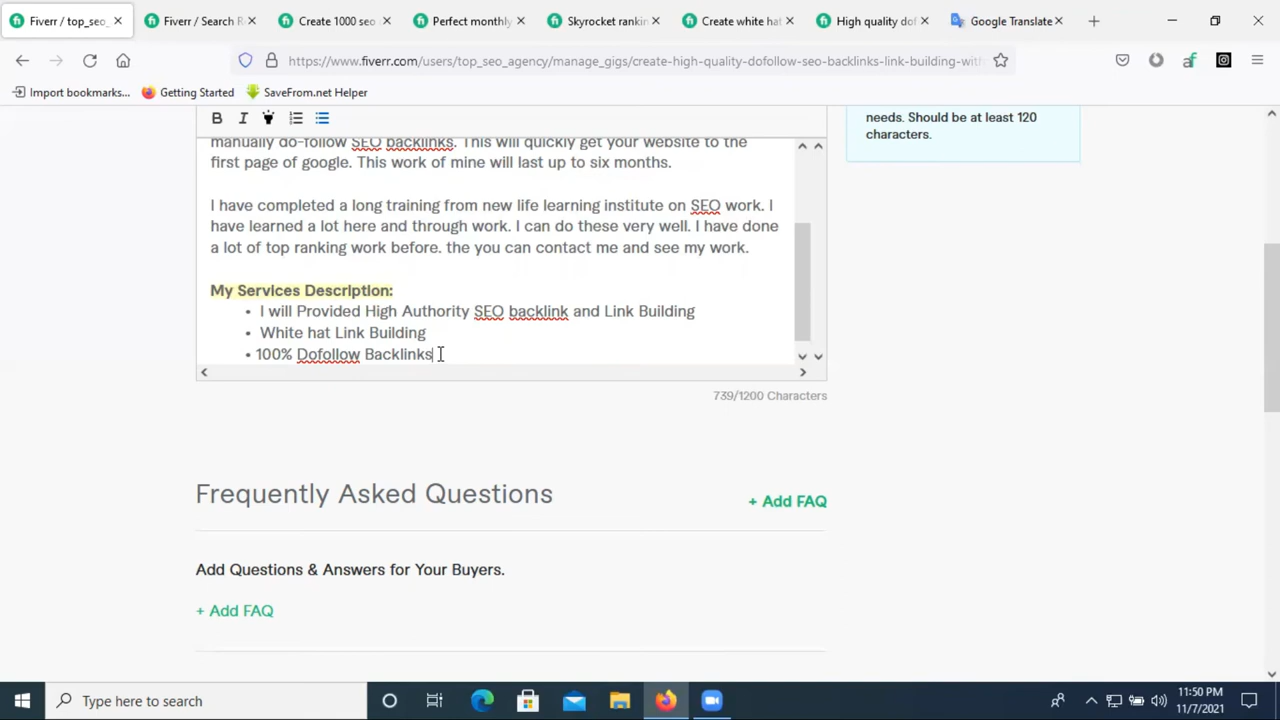 Fiverr / top_seo_
Fiverr / Search R
Create 1000 seo
Perfect monthly
Skyrocket rankin
Create white hat
High quality dof
Google Translate
https://www.fiverr.com/users/top_seo_agency/manage_gigs/create-high-quality-dofollow-seo-backlinks-link-building-with
Import bookmarks...
Getting Started
SaveFrom.net Helper
B I
needs. Should be at least 120
characters.
manually do-follow SEO backlinks. This will quickly get your website to the
first page of google. This work of mine will last up to six months.
I have completed a long training from new life learning institute on SEO work. I
have learned a lot here and through work. I can do these very well. I have done
a lot of top ranking work before. the you can contact me and see my work.
My Services Description:
• I will Provided High Authority SEO backlink and Link Building
• White hat Link Building
• 100% Dofollow Backlinks
739/1200 Characters
Frequently Asked Questions
+ Add FAQ
Add Questions & Answers for Your Buyers.
+ Add FAQ
Type here to search
11:50 PM
11/7/2021